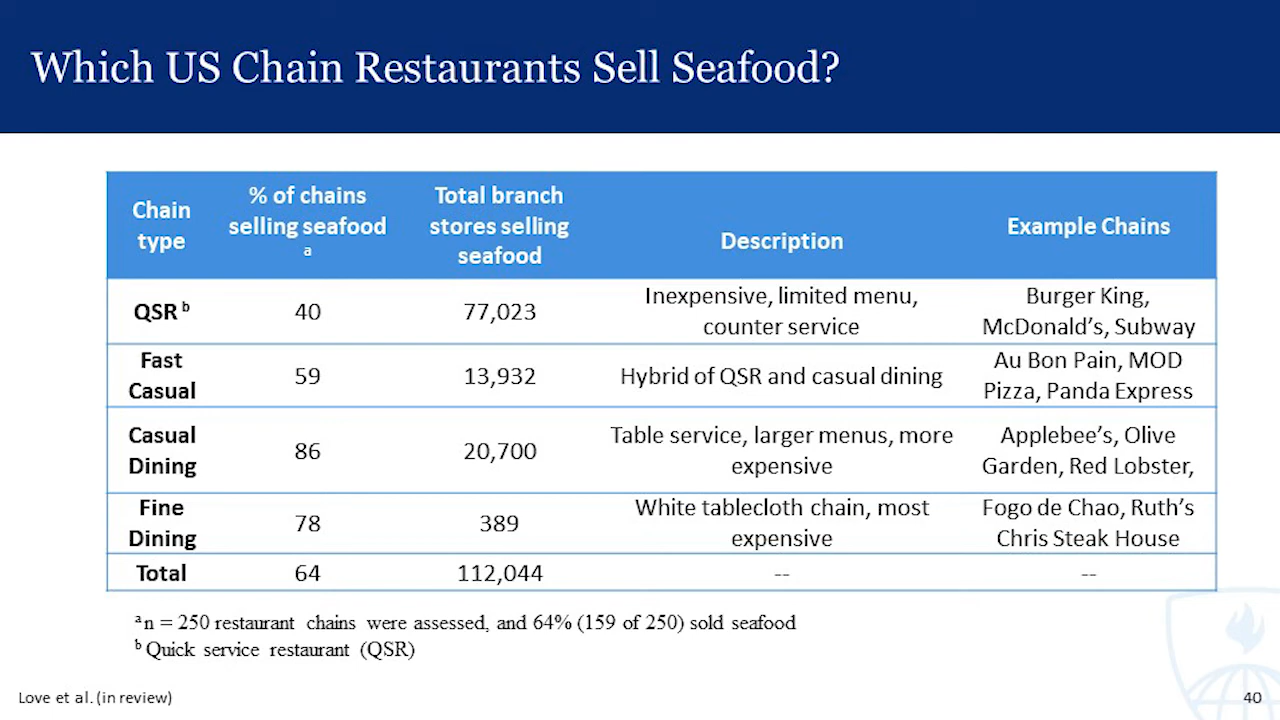 Which US Chain Restaurants Sell Seafood?
Chain
type
% of chains
selling seafood
a
Total branch
stores selling
seafood
Description
Example Chains
QSR b
40
77,023
Inexpensive, limited menu,
counter service
Burger King,
McDonald’s, Subway
Fast
Casual
59
13,932
Hybrid of QSR and casual dining
Au Bon Pain, MOD
Pizza, Panda Express
Casual
Dining
86
20,700
Table service, larger menus, more
expensive
Applebee’s, Olive
Garden, Red Lobster,
Fine
Dining
78
389
White tablecloth chain, most
expensive
Fogo de Chao, Ruth’s
Chris Steak House
Total
64
112,044
--
--
a n = 250 restaurant chains were assessed, and 64% (159 of 250) sold seafood
b Quick service restaurant (QSR)
Love et al. (in review)
40